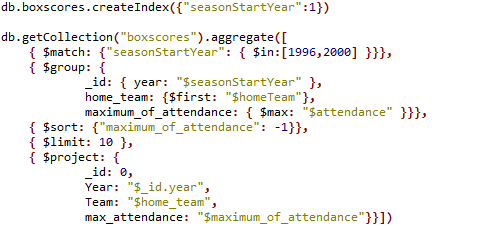 db.boxscores.createIndex({"seasonStartYear":1})
db.getCollection("boxscores").aggregate([
{ $match: {"seasonStartYear": { $in:[1996,2000] }}},
{ $group: {
_id: { year: "$seasonStartYear" },
home_team: {$first: "$homeTeam"},
maximum_of_attendance: { $max: "$attendance" }}},
{ $sort: {"maximum_of_attendance": -1}},
{ $limit: 10 },
{ $project: {
_id: 0,
Year: "$_id.year",
Team: "$home_team",
max_attendance: "$maximum_of_attendance"}}])